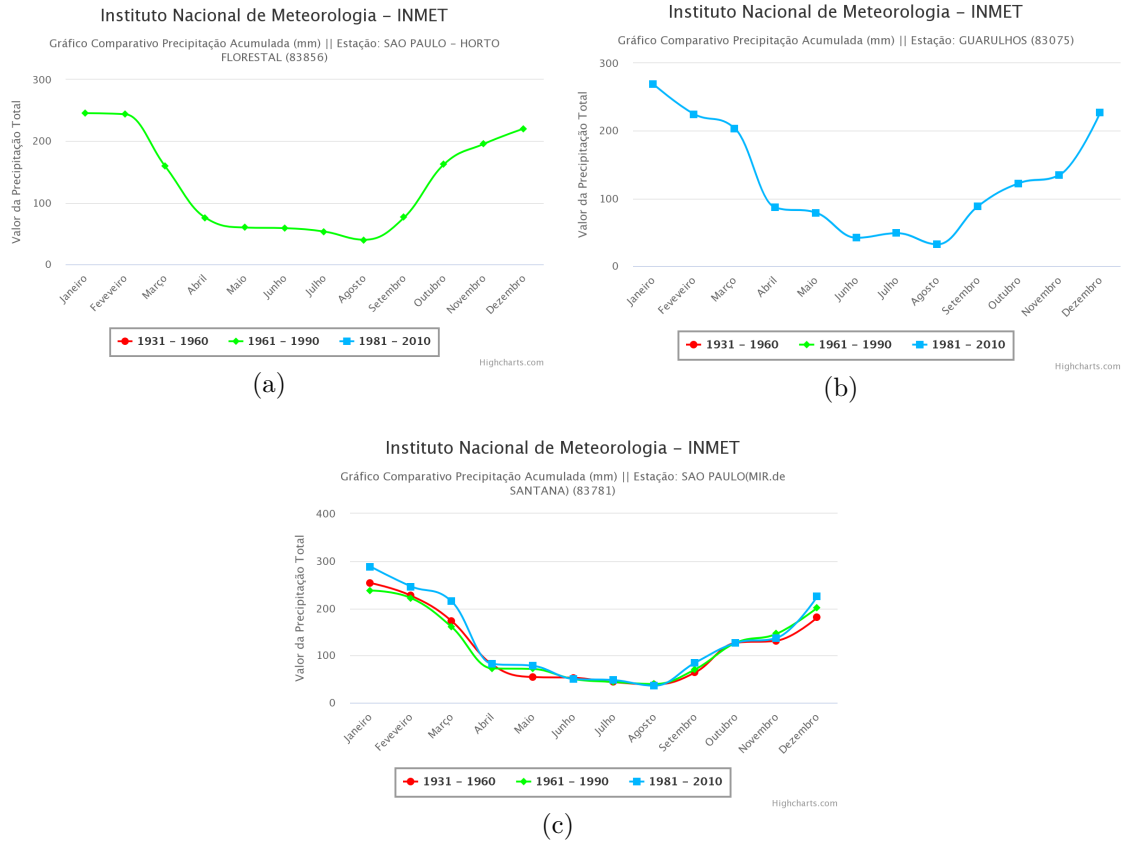 Instituto Nacional de Meteorologia - INMET
Gráfico Comparativo Precipitação Acumulada (mm) || Estação: SAO PAULO - HORTO
FLORESTAL (83856)
Valor da Precipitação Total
300
200
100
0
Janeiro
Feveveiro
Março
Abril
Maio
Junho
Julho
Agosto
Setembro
Outubro
Novembro
Dezembro
1931 - 1960
1961 - 1990
1981 - 2010
Highcharts.com
(a)
Instituto Nacional de Meteorologia - INMET
Gráfico Comparativo Precipitação Acumulada (mm) || Estação: GUARULHOS (83075)
Valor da Precipitação Total
300
200
100
0
Janeiro
Feveveiro
Março
Abril
Maio
Junho
Julho
Agosto
Setembro
Outubro
Novembro
Dezembro
1931 - 1960
1961 - 1990
1981 - 2010
Highcharts.com
(b)
Instituto Nacional de Meteorologia - INMET
Gráfico Comparativo Precipitação Acumulada (mm) || Estação: SAO PAULO(MIR.de
SANTANA) (83781)
Valor da Precipitação Total
400
300
200
100
0
Janeiro
Feveveiro
Março
Abril
Maio
Junho
Julho
Agosto
Setembro
Outubro
Novembro
Dezembro
1931 - 1960
1961 - 1990
1981 - 2010
Highcharts.com
(c)